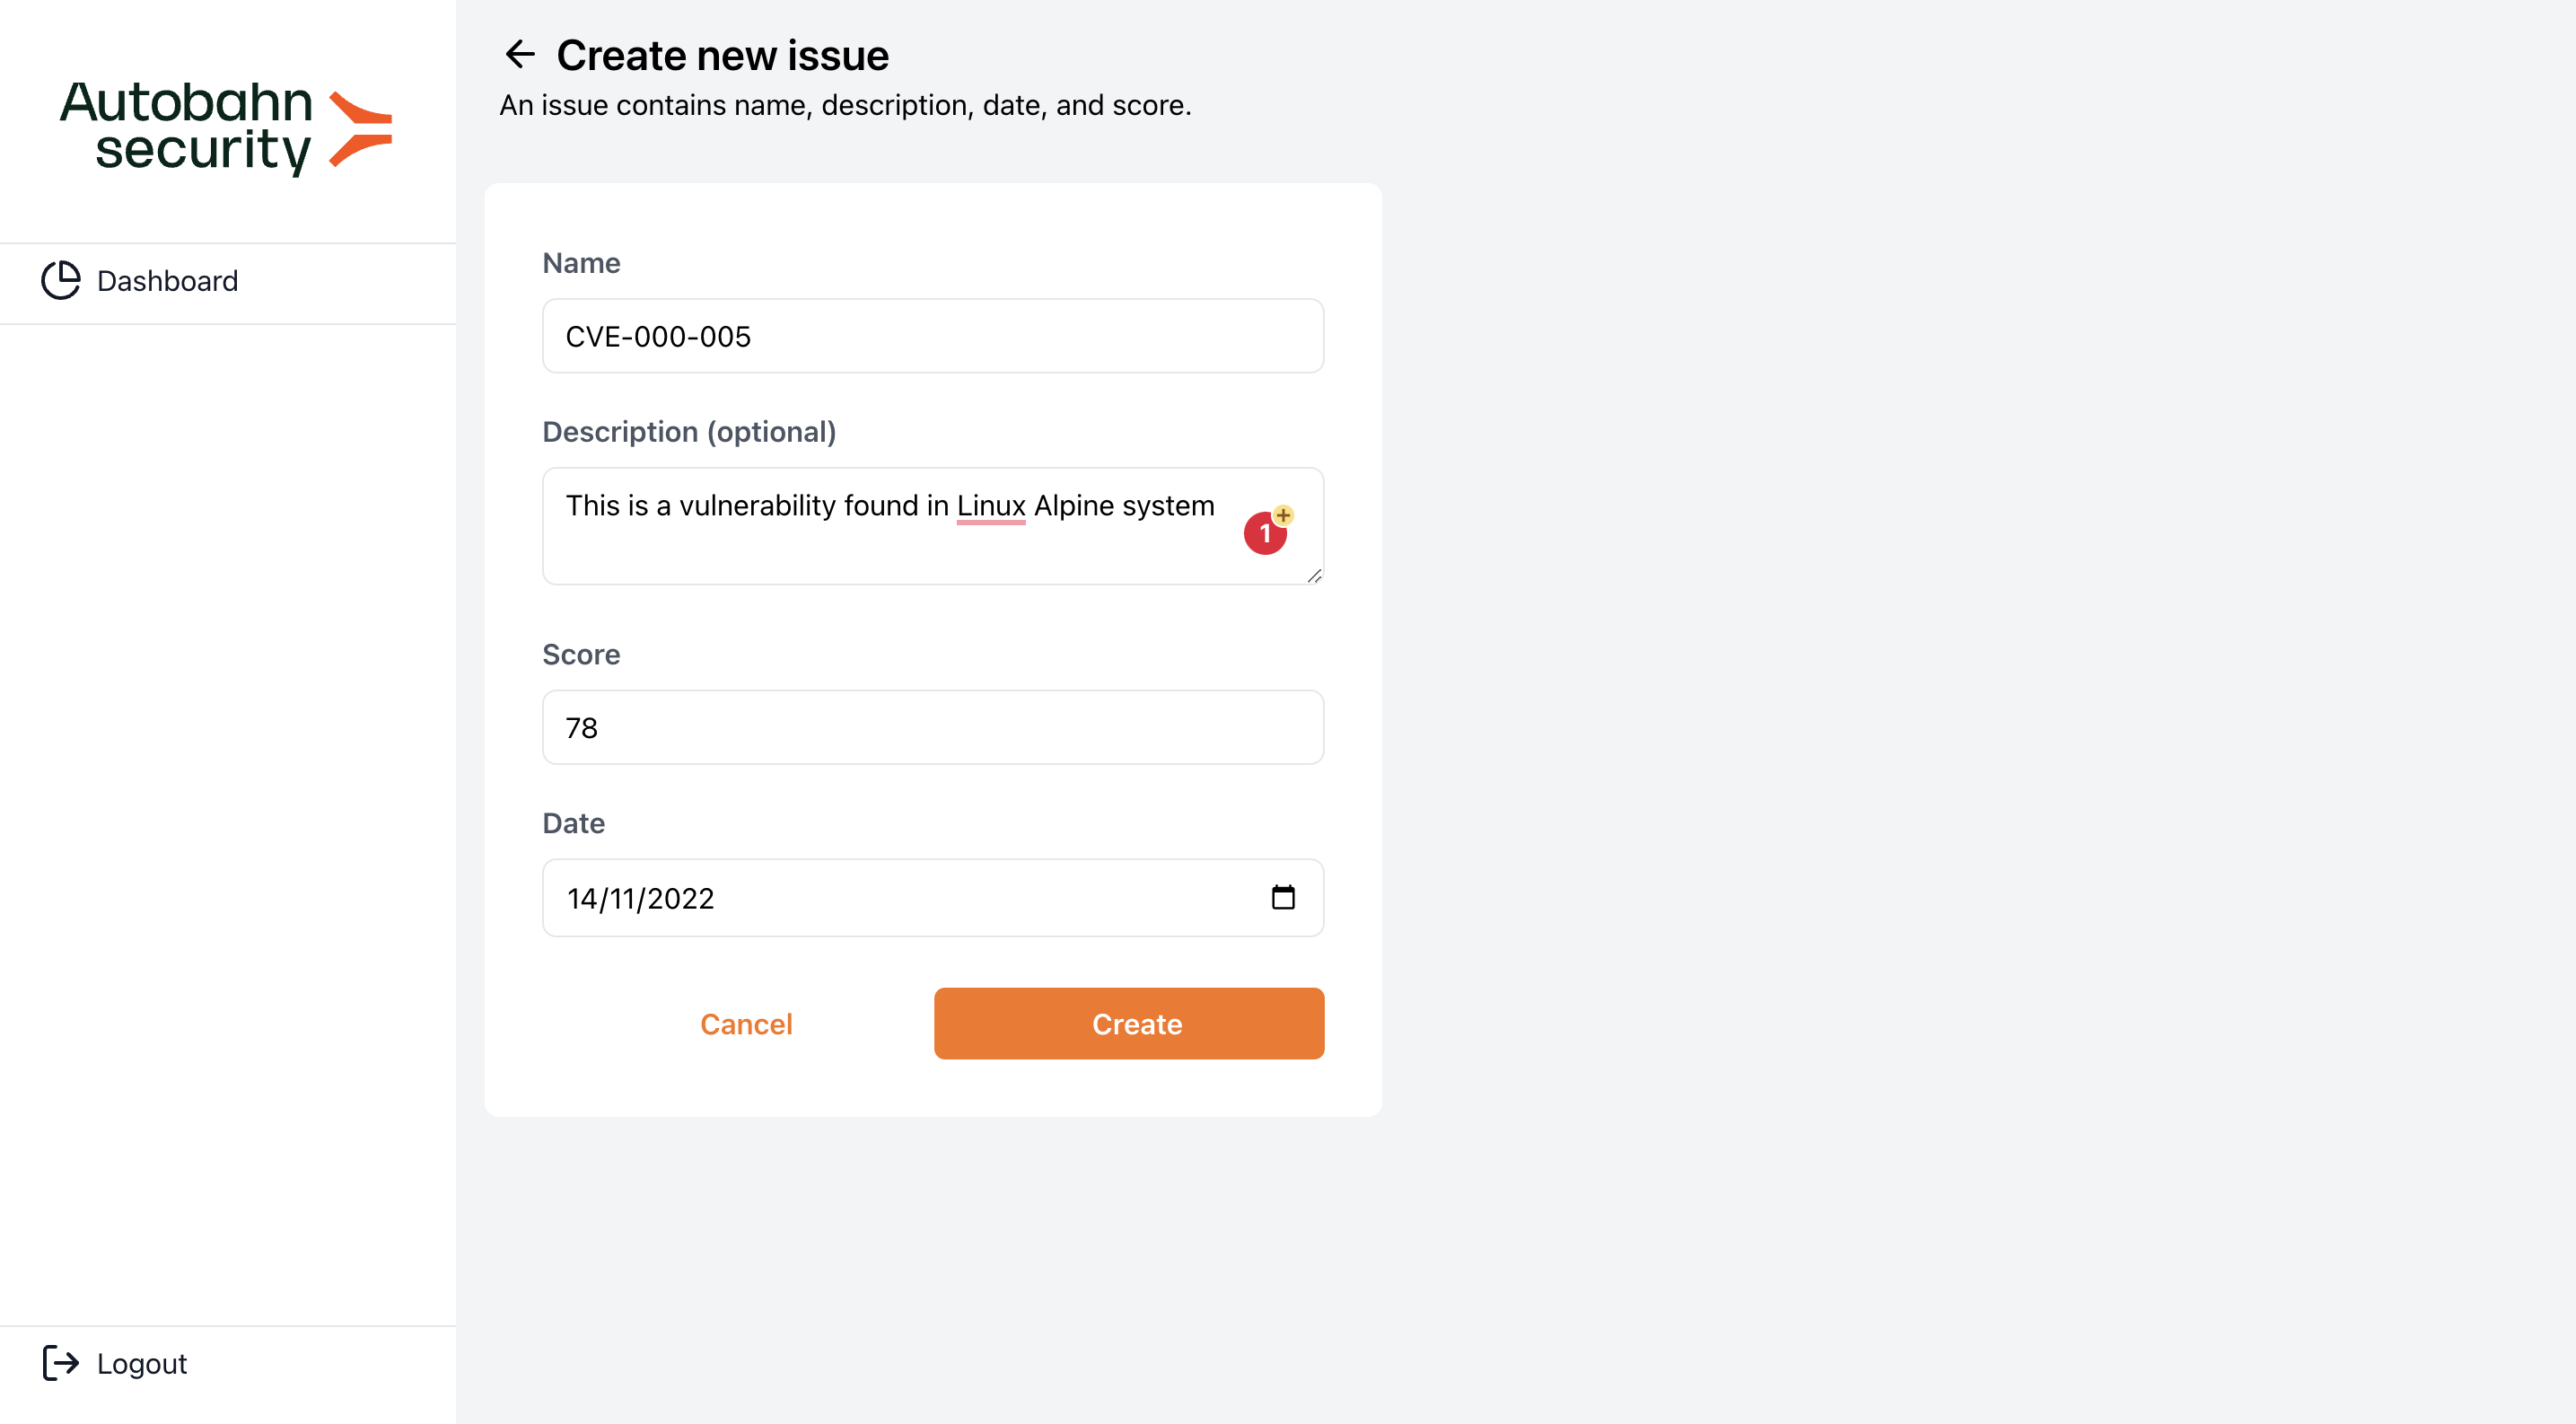 Autobahn
security
Dashboard
Logout
Create new issue
An issue contains name, description, date, and score.
Name
CVE-000-005
Description (optional)
This is a vulnerability found in Linux Alpine system
1
+
Score
78
Date
14/11/2022
Cancel
Create